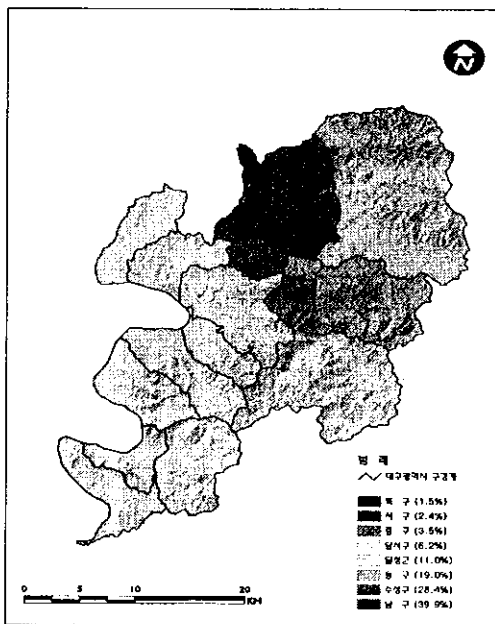 N
범 례
대구광역시 구경계
북 구 (1.5%)
서 구 (2.4%)
중 구 (3.5%)
달서구 (6.2%)
달성군 (11.0%)
동 구 (19.0%)
수성구 (28.4%)
남 구 (39.9%)
0 5 10 20
KM